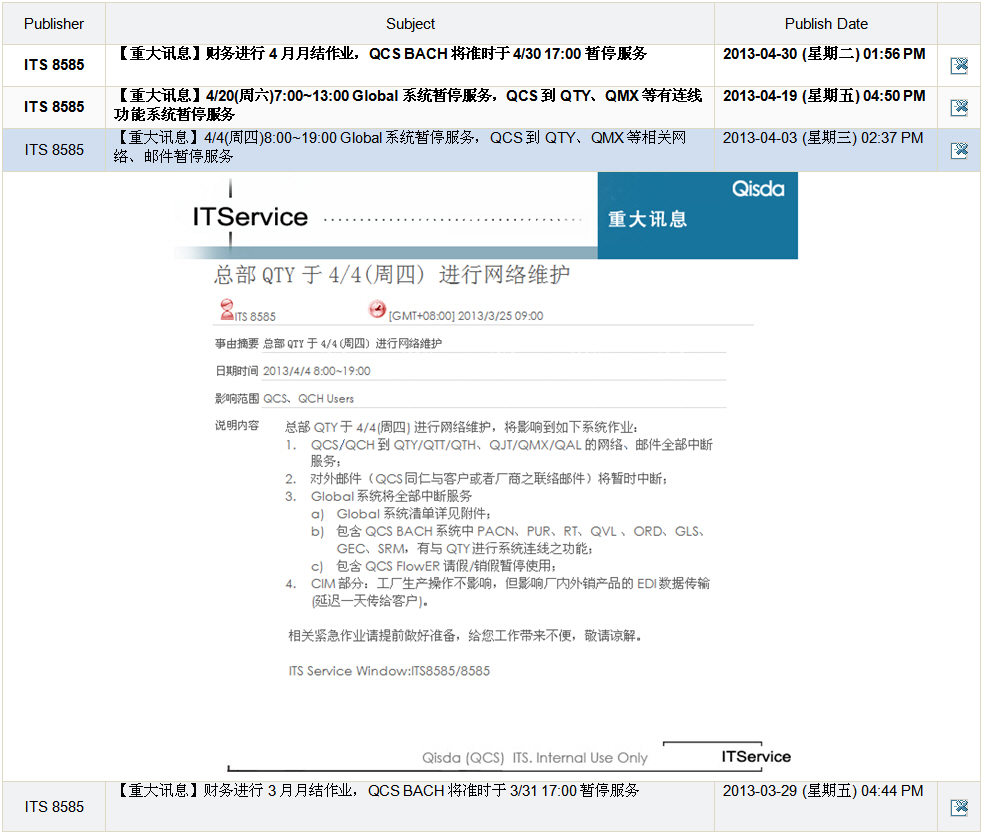 Publisher Subject Publish Date
ITS 8585 【重大讯息】财务进行 4 月月结作业，QCS BACH 将准时于 4/30 17:00 暂停服务 2013-04-30 (星期二) 01:56 PM
ITS 8585 【重大讯息】4/20(周六)7:00~13:00 Global 系统暂停服务，QCS 到 QTY、QMX 等有连线 2013-04-19 (星期五) 04:50 PM
功能系统暂停服务
ITS 8585 【重大讯息】4/4(周四)8:00~19:00 Global 系统暂停服务，QCS 到 QTY、QMX 等相关网 2013-04-03 (星期三) 02:37 PM
络、邮件暂停服务
Qisda
ITService
重大讯息
总部 QTY 于 4/4(周四) 进行网络维护
ITS 8585 [GMT+08:00] 2013/3/25 09:00
事由摘要 总部 QTY 于 4/4(周四) 进行网络维护
日期时间 2013/4/4 8:00~19:00
影响范围 QCS、QCH Users
说明内容 总部 QTY 于 4/4(周四) 进行网络维护，将影响到如下系统作业：
1. QCS/QCH 到 QTY/QTT/QTH、QJT/QMX/QAL 的网络、邮件全部中断
服务；
2. 对外邮件（QCS同仁与客户或者厂商之联络邮件）将暂时中断；
3. Global 系统将全部中断服务
a) Global 系统清单详见附件；
b) 包含 QCS BACH 系统中 PACN、PUR、RT、QVL 、ORD、GLS、
GEC、SRM，有与 QTY 进行系统连线之功能；
c) 包含 QCS FlowER 请假/销假暂停使用；
4. CIM 部分：工厂生产操作不影响，但影响厂内外销产品的 EDI 数据传输
(延迟一天传给客户)。
相关紧急作业请提前做好准备，给您工作带来不便，敬请谅解。
ITS Service Window:ITS8585/8585
Qisda (QCS) ITS. Internal Use Only ITService
ITS 8585 【重大讯息】财务进行 3 月月结作业，QCS BACH 将准时于 3/31 17:00 暂停服务 2013-03-29 (星期五) 04:44 PM